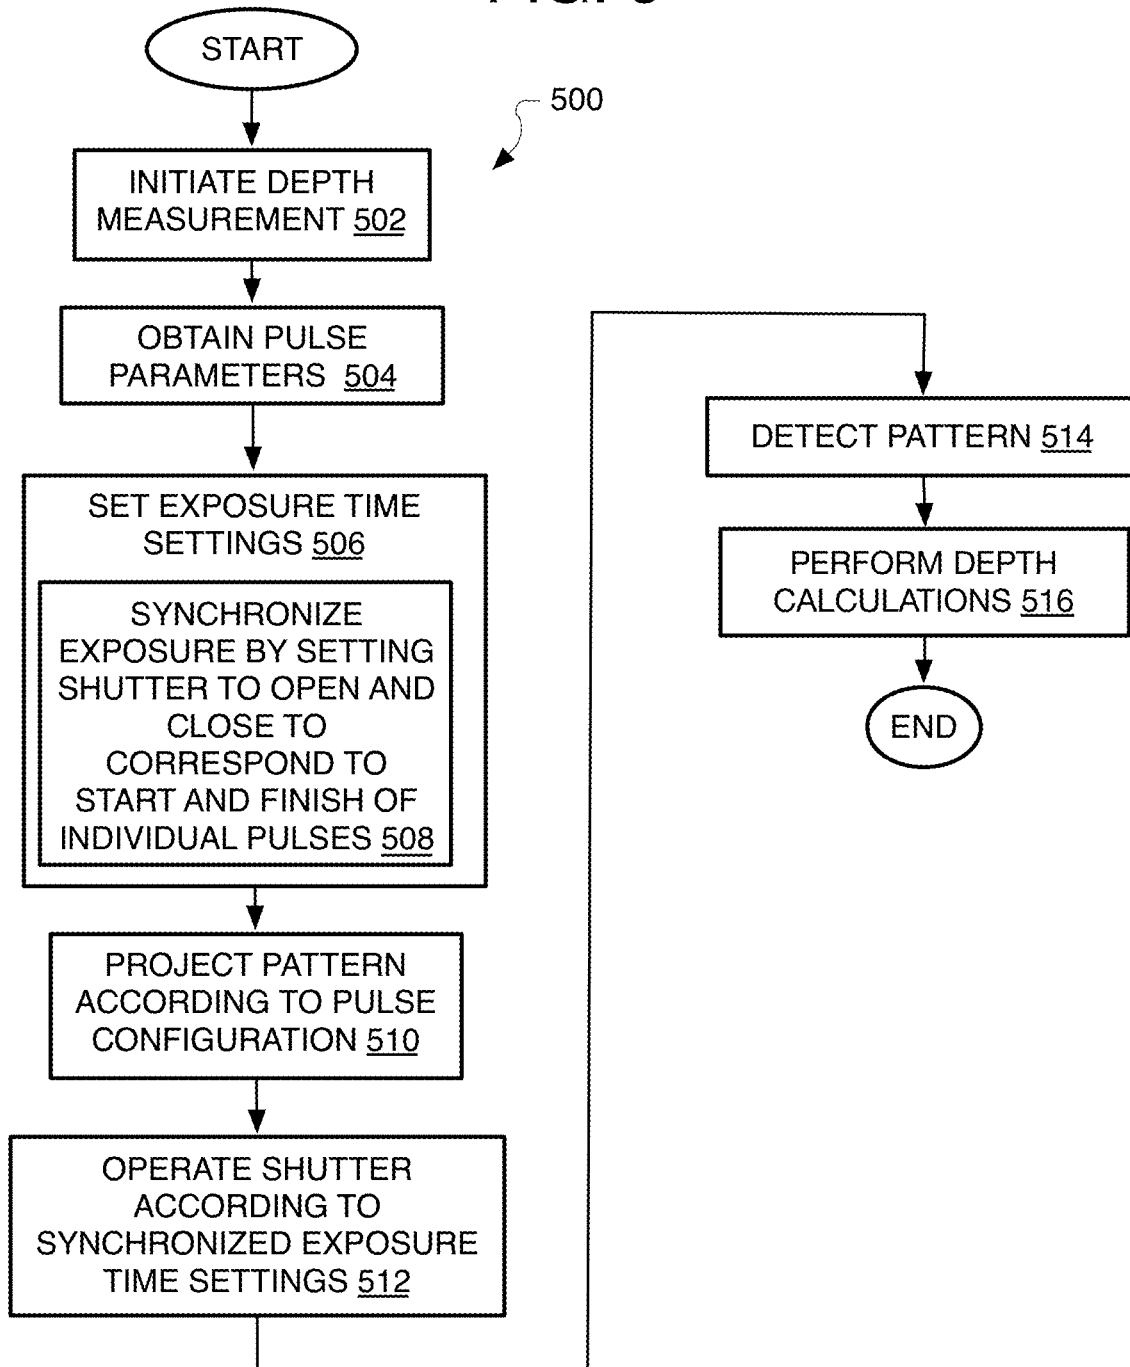 START
500
INITIATE DEPTH
MEASUREMENT 502
OBTAIN PULSE
PARAMETERS 504
SET EXPOSURE TIME
SETTINGS 506
SYNCHRONIZE
EXPOSURE BY SETTING
SHUTTER TO OPEN AND
CLOSE TO
CORRESPOND TO
START AND FINISH OF
INDIVIDUAL PULSES 508
PROJECT PATTERN
ACCORDING TO PULSE
CONFIGURATION 510
OPERATE SHUTTER
ACCORDING TO
SYNCHRONIZED EXPOSURE
TIME SETTINGS 512
DETECT PATTERN 514
PERFORM DEPTH
CALCULATIONS 516
END